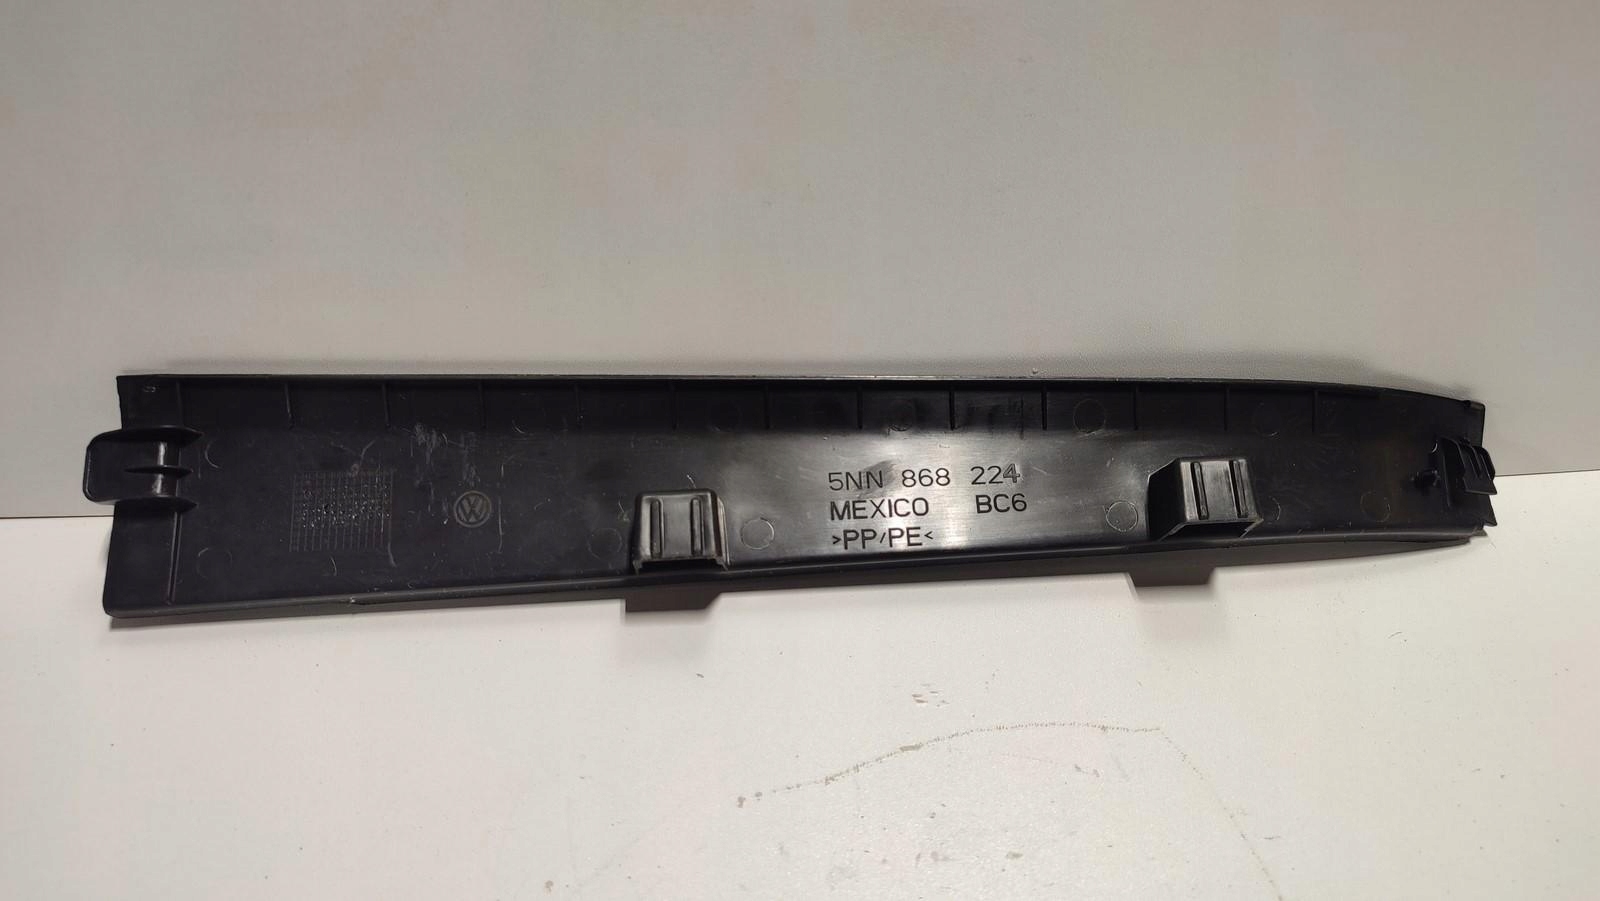 5NN 868 224
MEXICO BC6
>PP/PE<